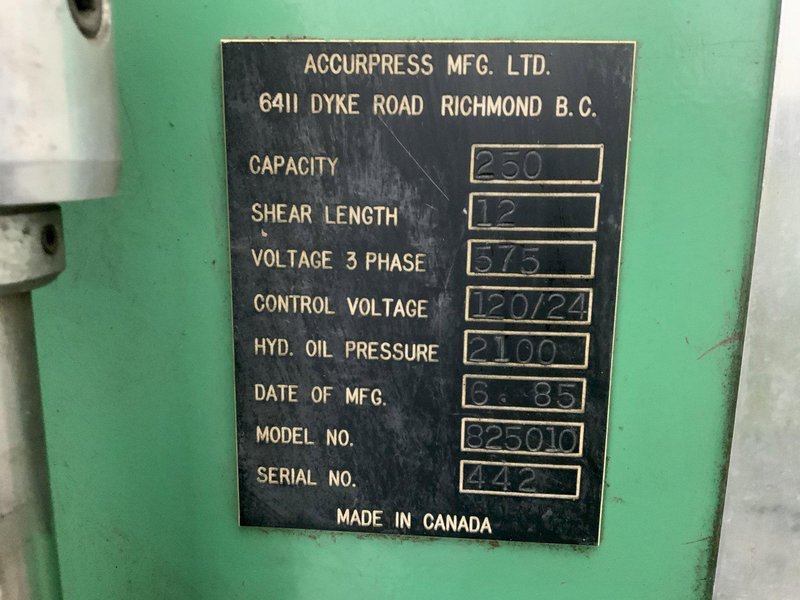 ACCURPRESS MFG. LTD.
6411 DYKE ROAD RICHMOND B.C.
CAPACITY 250
SHEAR LENGTH 12
VOLTAGE 3 PHASE 575
CONTROL VOLTAGE 120/24
HYD. OIL PRESSURE 2100
DATE OF MFG. 6. 85
MODEL NO. 825010
SERIAL NO. 442
MADE IN CANADA